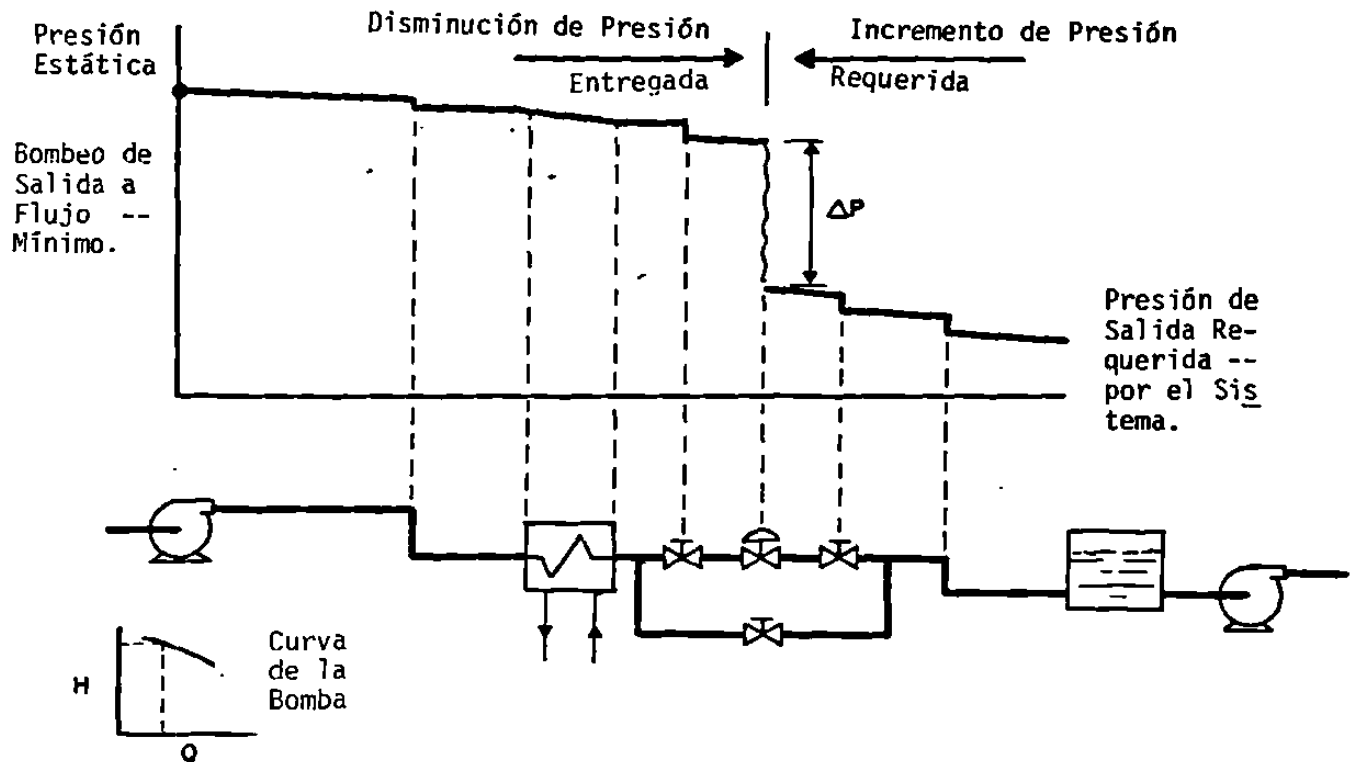 Disminución de Presión
Incremento de Presión
Presión
Estática
Entregada
Requerida
Bombeo de
Salida a
Flujo --
Mínimo.
ΔP
Presión de
Salida Re-
querida --
por el Sis
tema.
Curva
de la
Bomba
H
Q